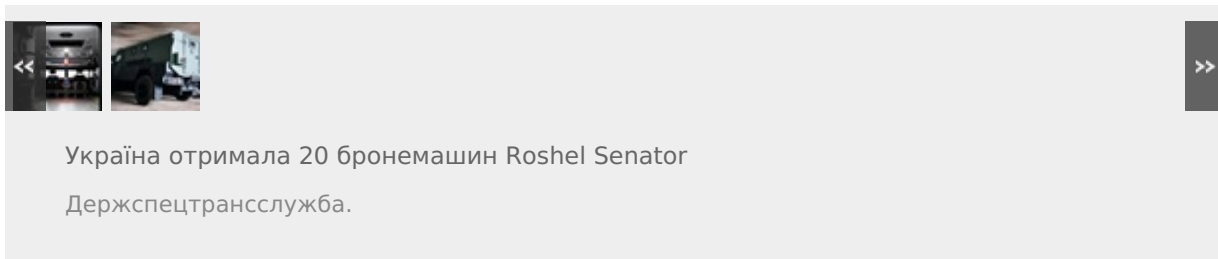 << >>
Україна отримала 20 бронемашин Roshel Senator
Держспецтрансслужба.